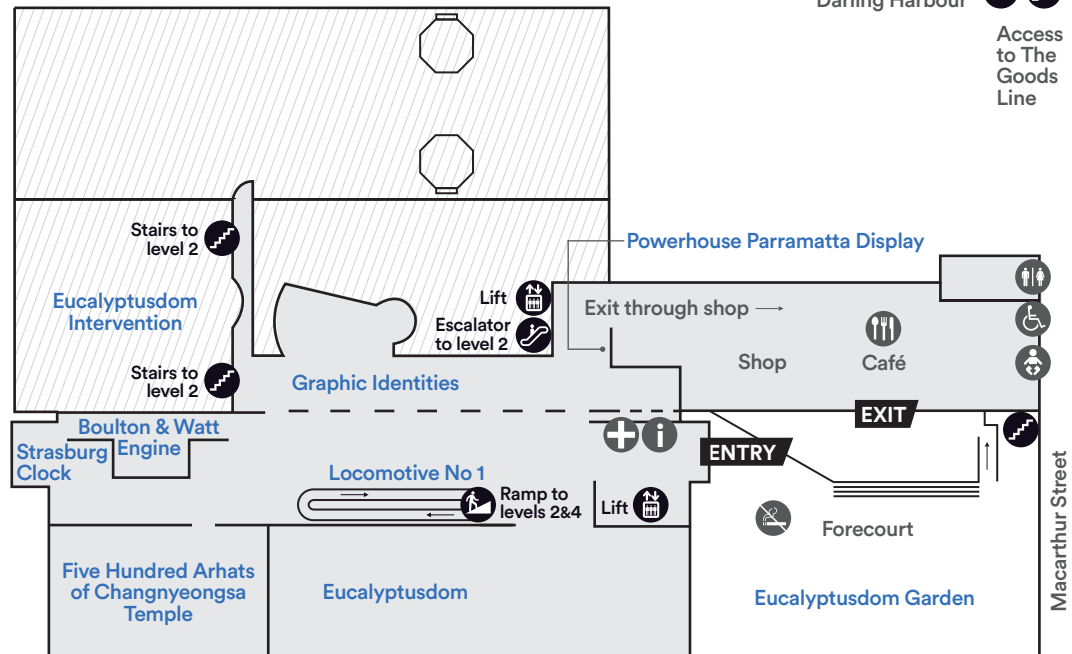 Darling Harbour
Access
to The
Goods
Line
Stairs to
level 2
Powerhouse Parramatta Display
Eucalyptusdom
Intervention
Lift
Exit through shop
Escalator
to level 2
Shop
Café
Stairs to
level 2
Graphic Identities
EXIT
Boulton & Watt
Engine
Strasburg
Clock
ENTRY
Locomotive No 1
Ramp to
levels 2&4
Lift
Forecourt
Macarthur Street
Five Hundred Arhats
of Changnyeongsa
Temple
Eucalyptusdom
Eucalyptusdom Garden